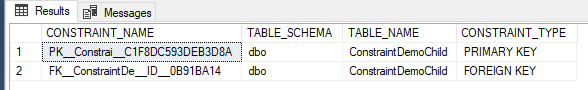 Results Messages
CONSTRAINT_NAME TABLE_SCHEMA TABLE_NAME CONSTRAINT_TYPE
1 PK__Constrai__C1F8DC593DEB3D8A dbo ConstraintDemoChild PRIMARY KEY
2 FK__ConstraintDe__ID__0B91BA14 dbo ConstraintDemoChild FOREIGN KEY